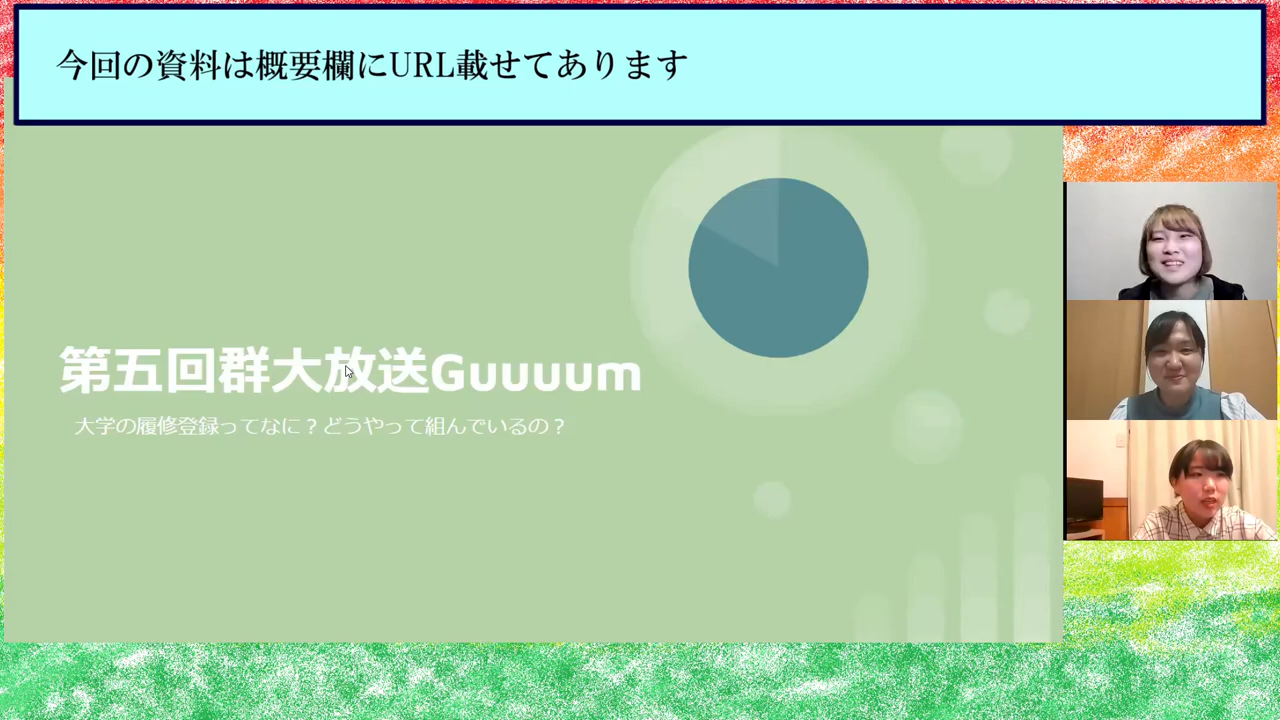 今回の資料は概要欄にURL載せてあります
第五回群大放送Guuuum
大学の履修登録ってなに？どうやって組んでいるの？